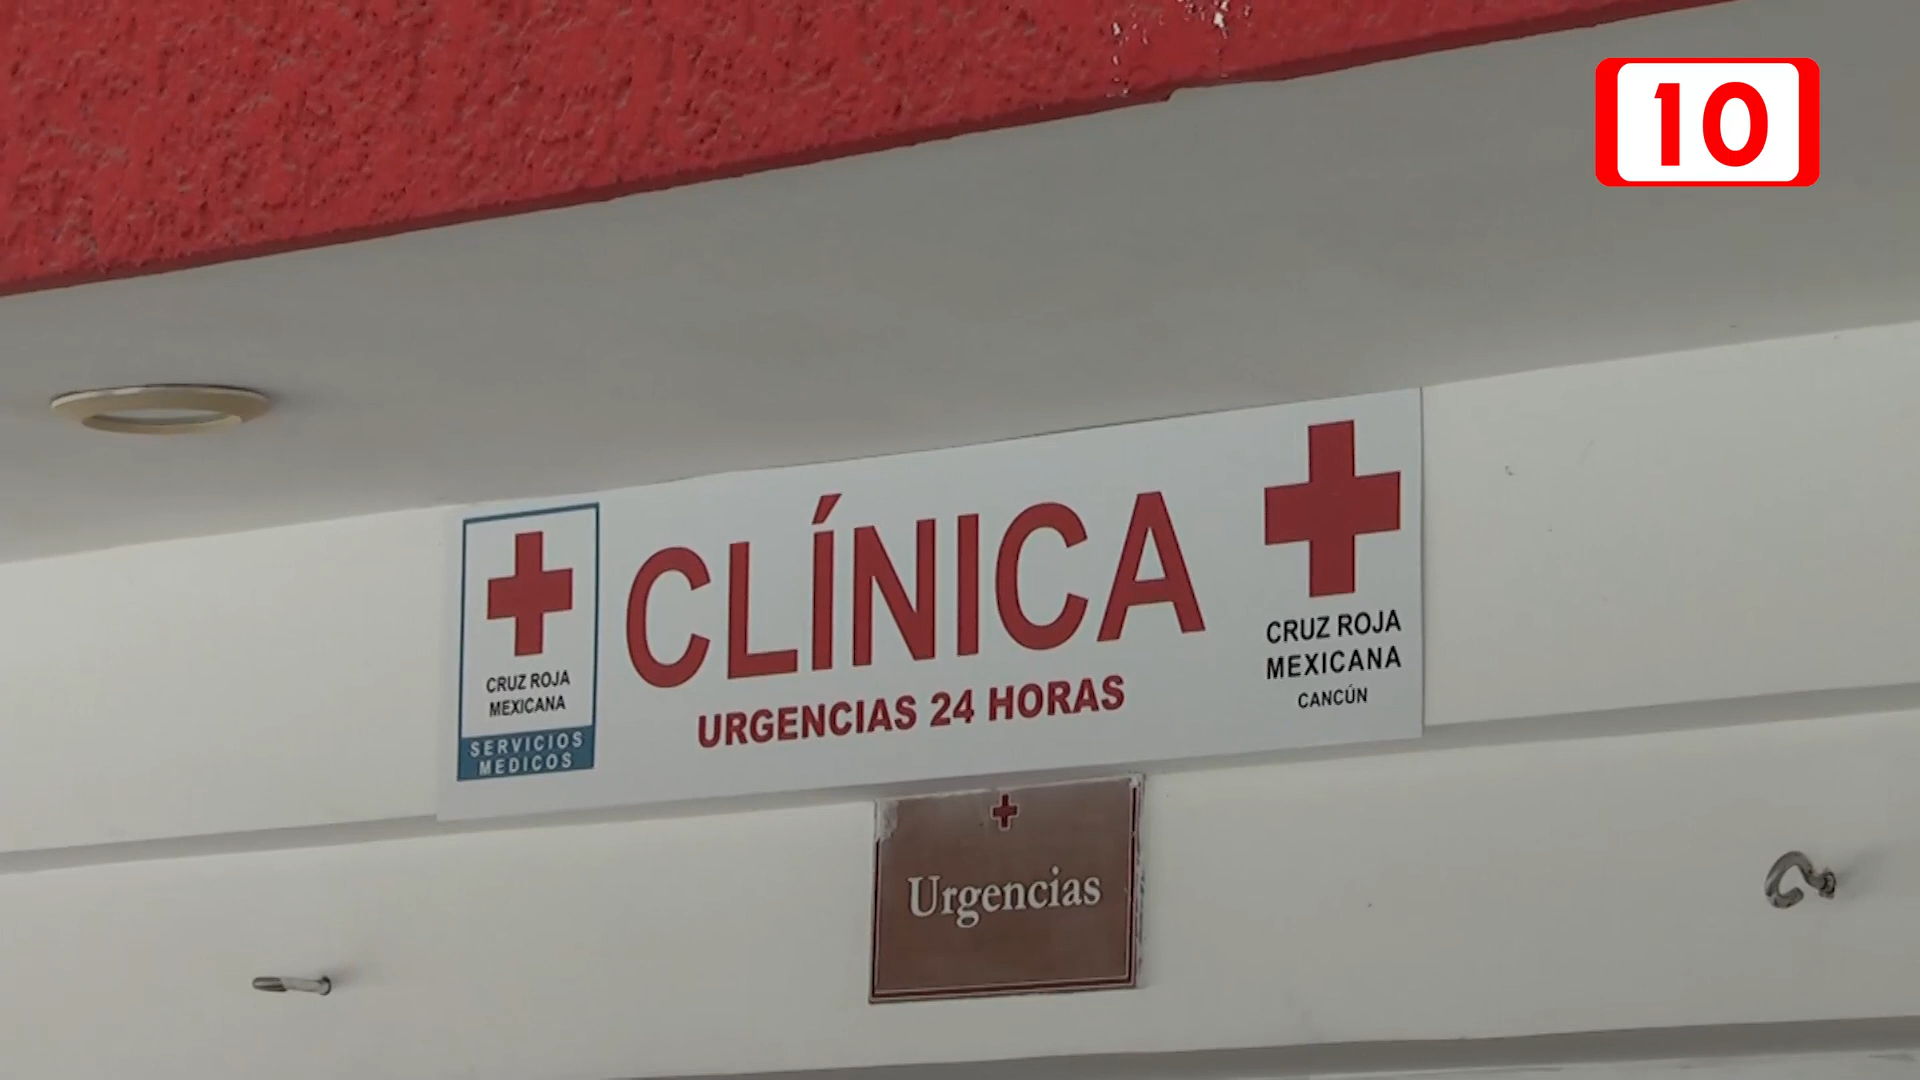 10
CRUZ ROJA
MEXICANA
SERVICIOS
MEDICOS
CLÍNICA
URGENCIAS 24 HORAS
CRUZ ROJA
MEXICANA
CANCÚN
Urgencias